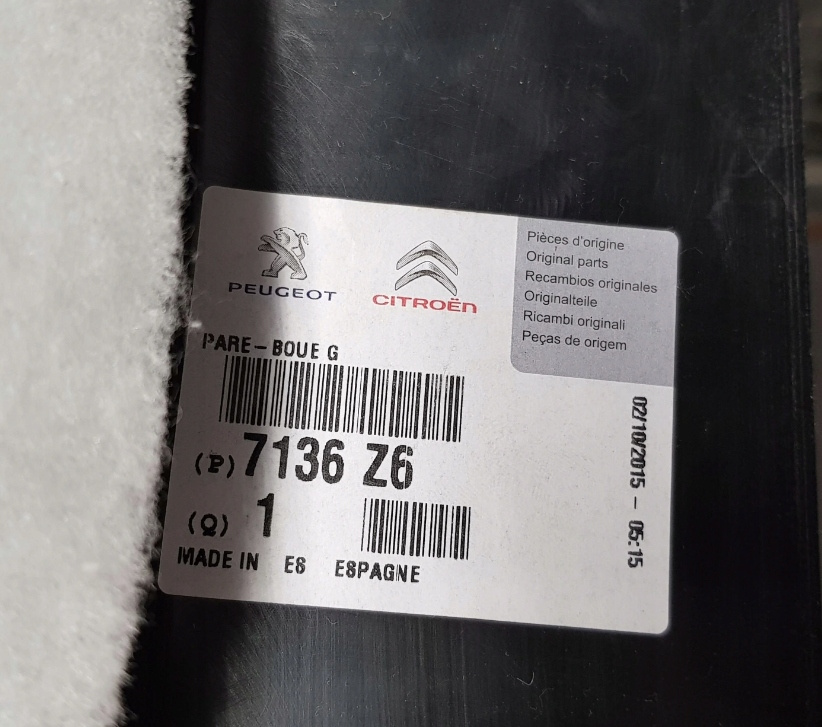 PEUGEOT
CITROËN
Pièces d'origine
Original parts
Recambios originales
Originalteile
Ricambi originali
Peças de origem
PARE-BOUE G
(P) 7136 Z6
(Q) 1
MADE IN ES ESPAGNE
02/10/2015 - 05:15